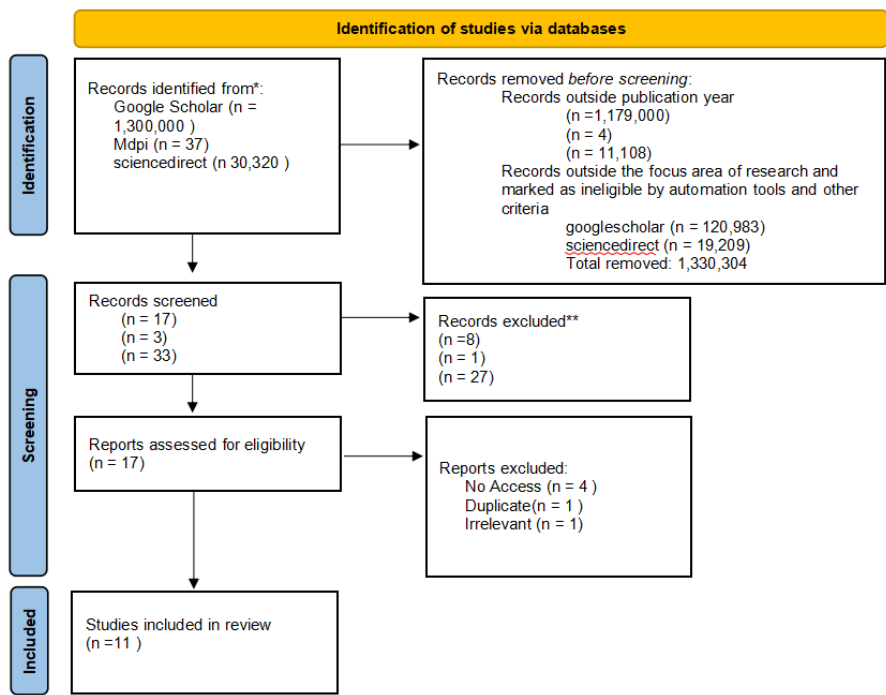 Identification of studies via databases
Identification
Records identified from*:
Google Scholar (n =
1,300,000 )
Mdpi (n = 37)
sciencedirect (n 30,320 )
Records removed before screening:
Records outside publication year
(n =1,179,000)
(n = 4)
(n = 11,108)
Records outside the focus area of research and
marked as ineligible by automation tools and other
criteria
googlescholar (n = 120,983)
sciencedirect (n = 19,209)
Total removed: 1,330,304
Screening
Records screened
(n = 17)
(n = 3)
(n = 33)
Records excluded**
(n =8)
(n = 1)
(n = 27)
Reports assessed for eligibility
(n = 17)
Reports excluded:
No Access (n = 4 )
Duplicate(n = 1 )
Irrelevant (n = 1)
Included
Studies included in review
(n =11 )